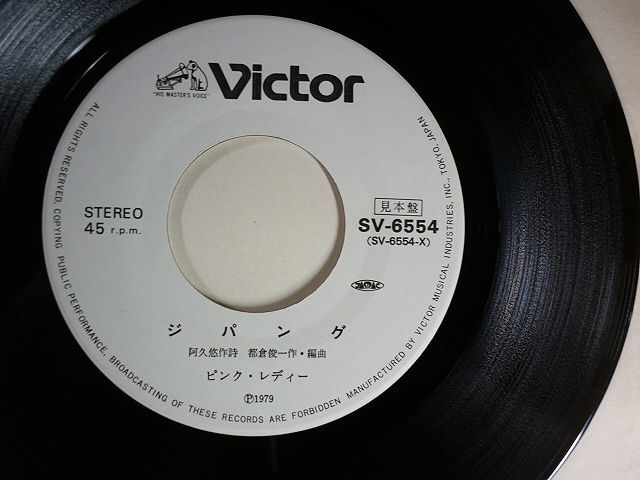 "HIS MASTER'S VOICE"
Victor
STEREO
45 r.p.m.
見本盤
SV-6554
(SV-6554-X)
JASRAC
ジパング
阿久悠作詩 都倉俊一作・編曲
ピンク・レディー
Ⓟ1979
ALL RIGHTS RESERVED, COPYING PUBLIC PERFORMANCE, BROADCASTING OF THESE RECORDS ARE FORBIDDEN MANUFACTURED BY VICTOR MUSICAL INDUSTRIES, INC., TOKYO, JAPAN